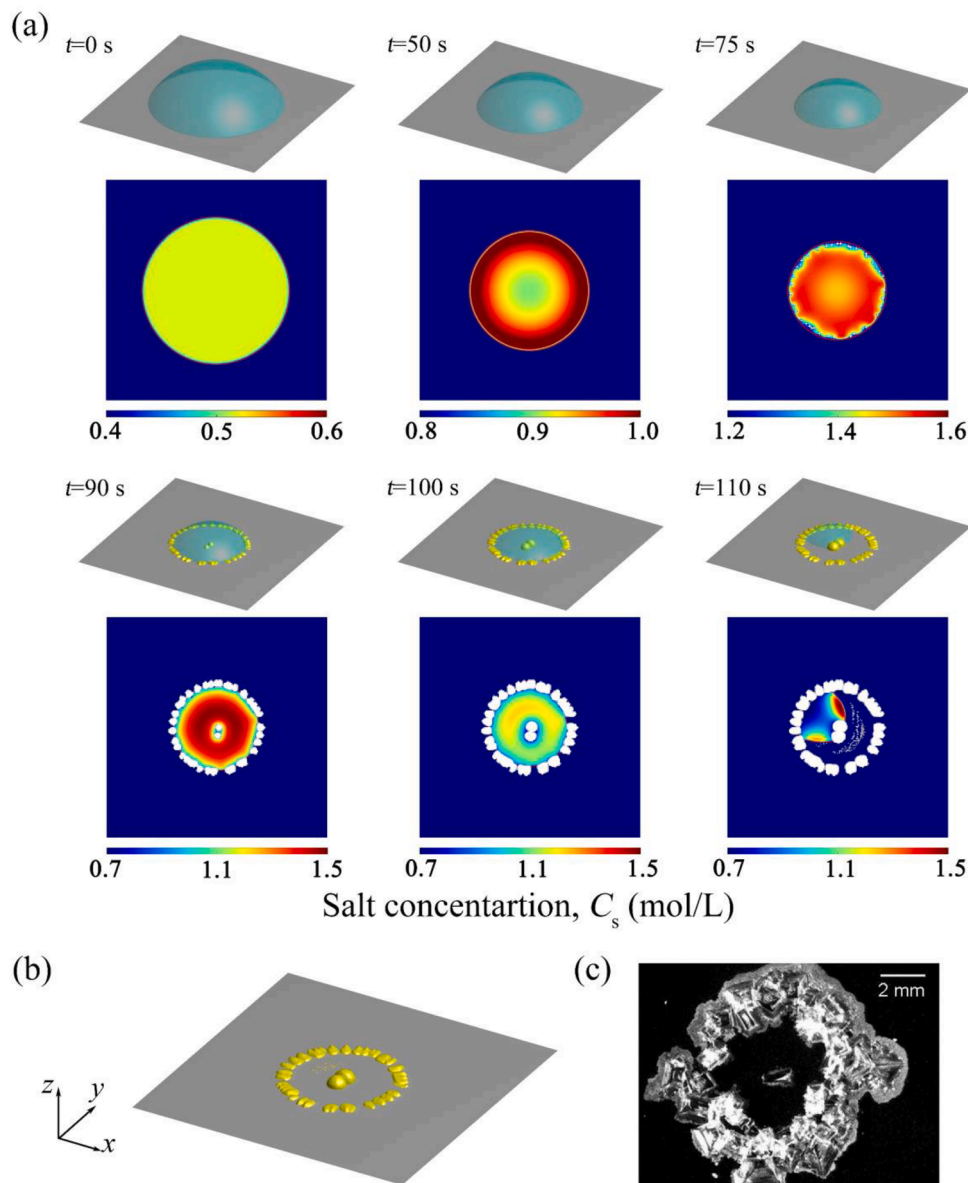 (a)
t=0 s t=50 s t=75 s
0.4 0.5 0.6 0.8 0.9 1.0 1.2 1.4 1.6
t=90 s t=100 s t=110 s
0.7 1.1 1.5 0.7 1.1 1.5 0.7 1.1 1.5
Salt concentartion, Cs (mol/L)
(b) (c)
2 mm
z y x